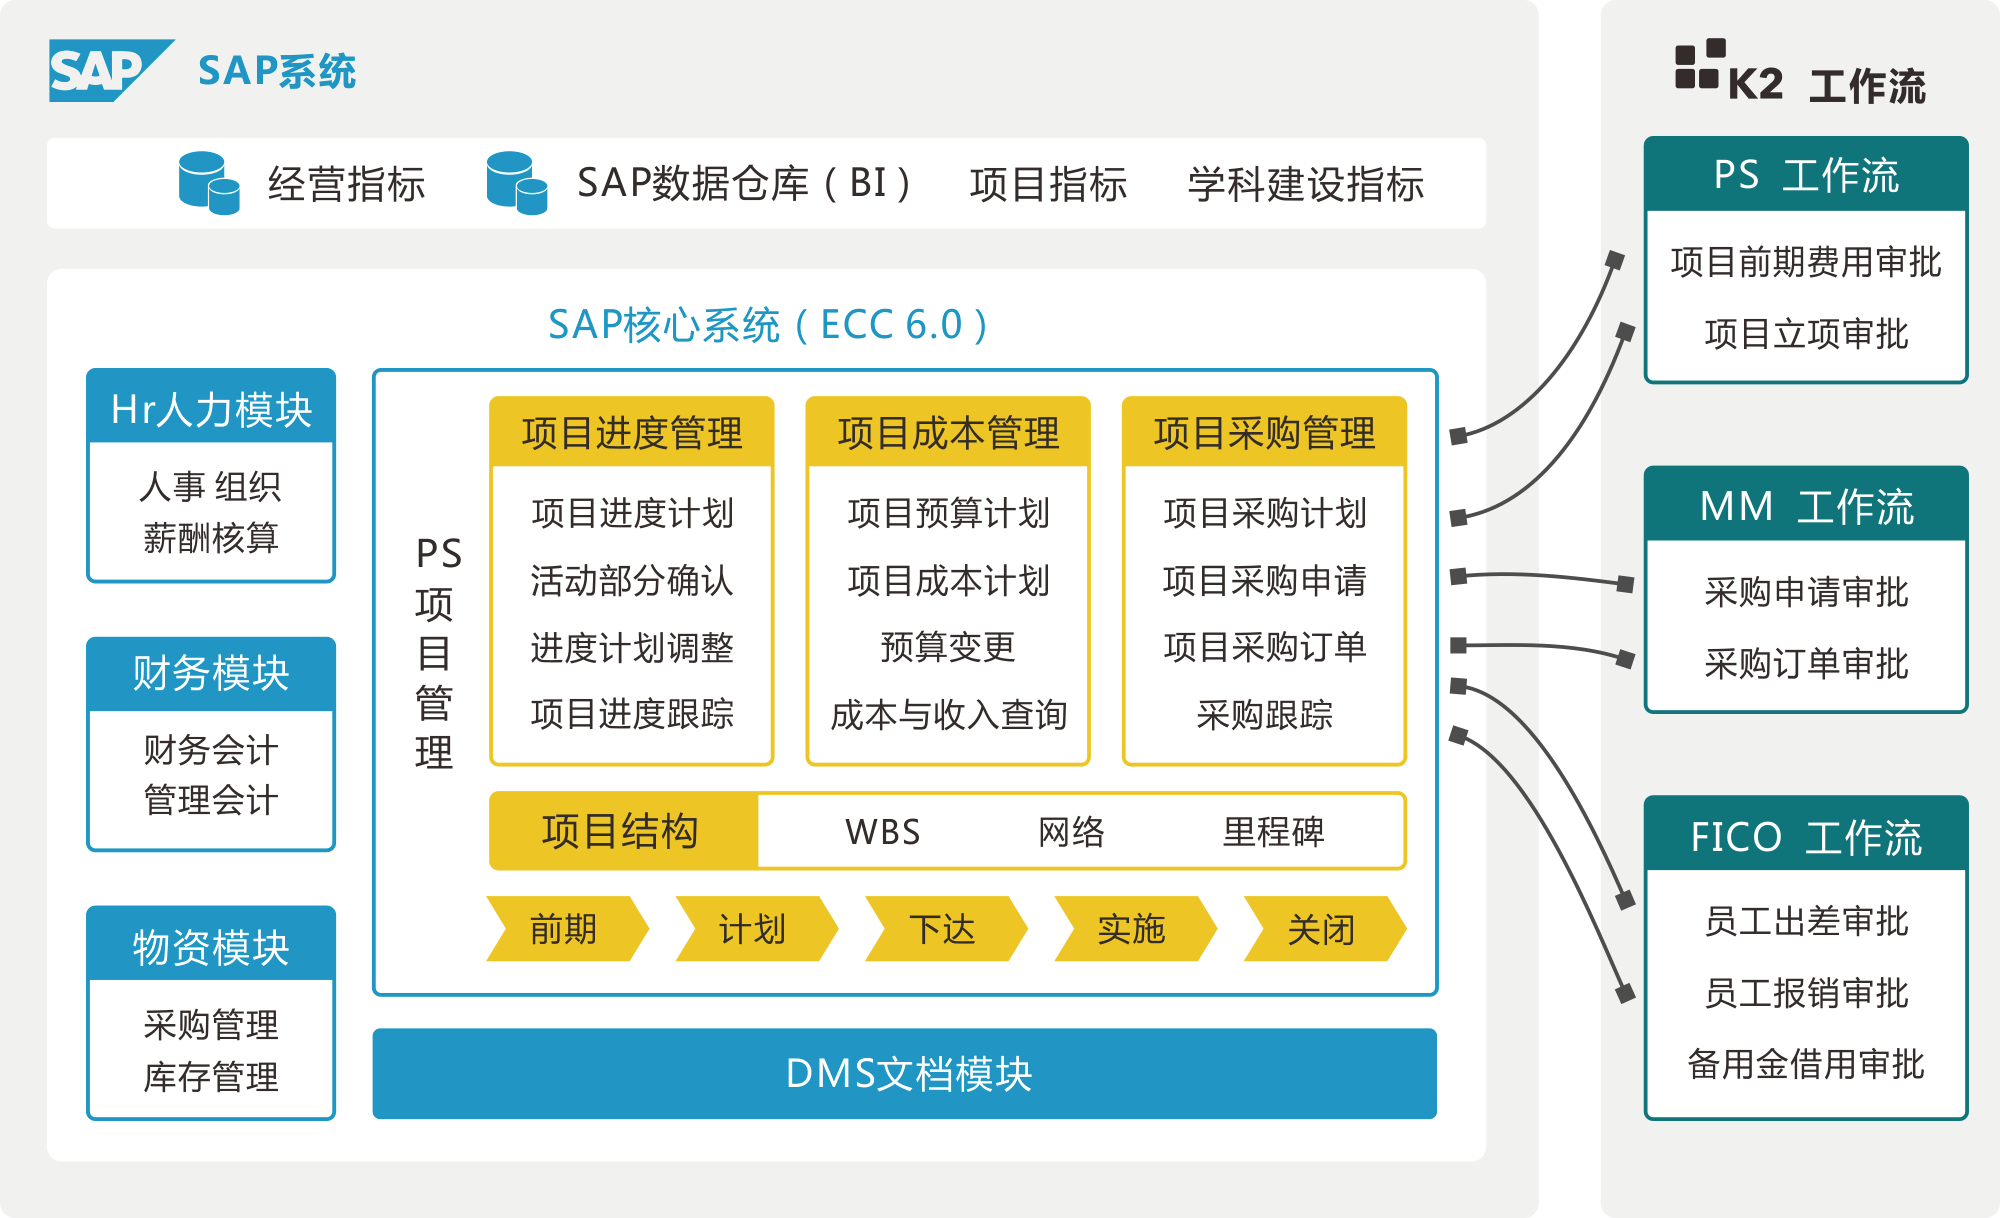 SAP SAP系统
经营指标 SAP数据仓库（BI） 项目指标 学科建设指标
SAP核心系统（ECC 6.0）
Hr人力模块
人事 组织
薪酬核算
财务模块
财务会计
管理会计
物资模块
采购管理
库存管理
PS
项
目
管
理
项目进度管理
项目进度计划
活动部分确认
进度计划调整
项目进度跟踪
项目成本管理
项目预算计划
项目成本计划
预算变更
成本与收入查询
项目采购管理
项目采购计划
项目采购申请
项目采购订单
采购跟踪
项目结构 WBS 网络 里程碑
前期 计划 下达 实施 关闭
DMS文档模块
K2 工作流
PS 工作流
项目前期费用审批
项目立项审批
MM 工作流
采购申请审批
采购订单审批
FICO 工作流
员工出差审批
员工报销审批
备用金借用审批